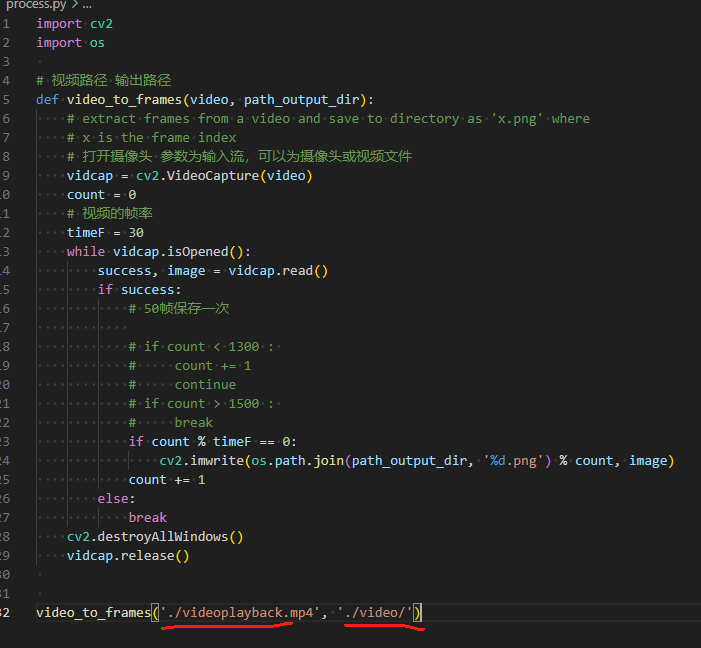 process.py > ...
1 import cv2
2 import os
3
4 # 视频路径 输出路径
5 def video_to_frames(video, path_output_dir):
6     # extract frames from a video and save to directory as 'x.png' where
7     # x is the frame index
8     # 打开摄像头 参数为输入流，可以为摄像头或视频文件
9     vidcap = cv2.VideoCapture(video)
10     count = 0
11     # 视频的帧率
12     timeF = 30
13     while vidcap.isOpened():
14         success, image = vidcap.read()
15         if success:
16             # 50帧保存一次
17
18             # if count < 1300 :
19             #     count += 1
20             #     continue
21             # if count > 1500 :
22             #     break
23             if count % timeF == 0:
24                 cv2.imwrite(os.path.join(path_output_dir, '%d.png') % count, image)
25             count += 1
26         else:
27             break
28     cv2.destroyAllWindows()
29     vidcap.release()
30
31
32 video_to_frames('./videoplayback.mp4', './video/')